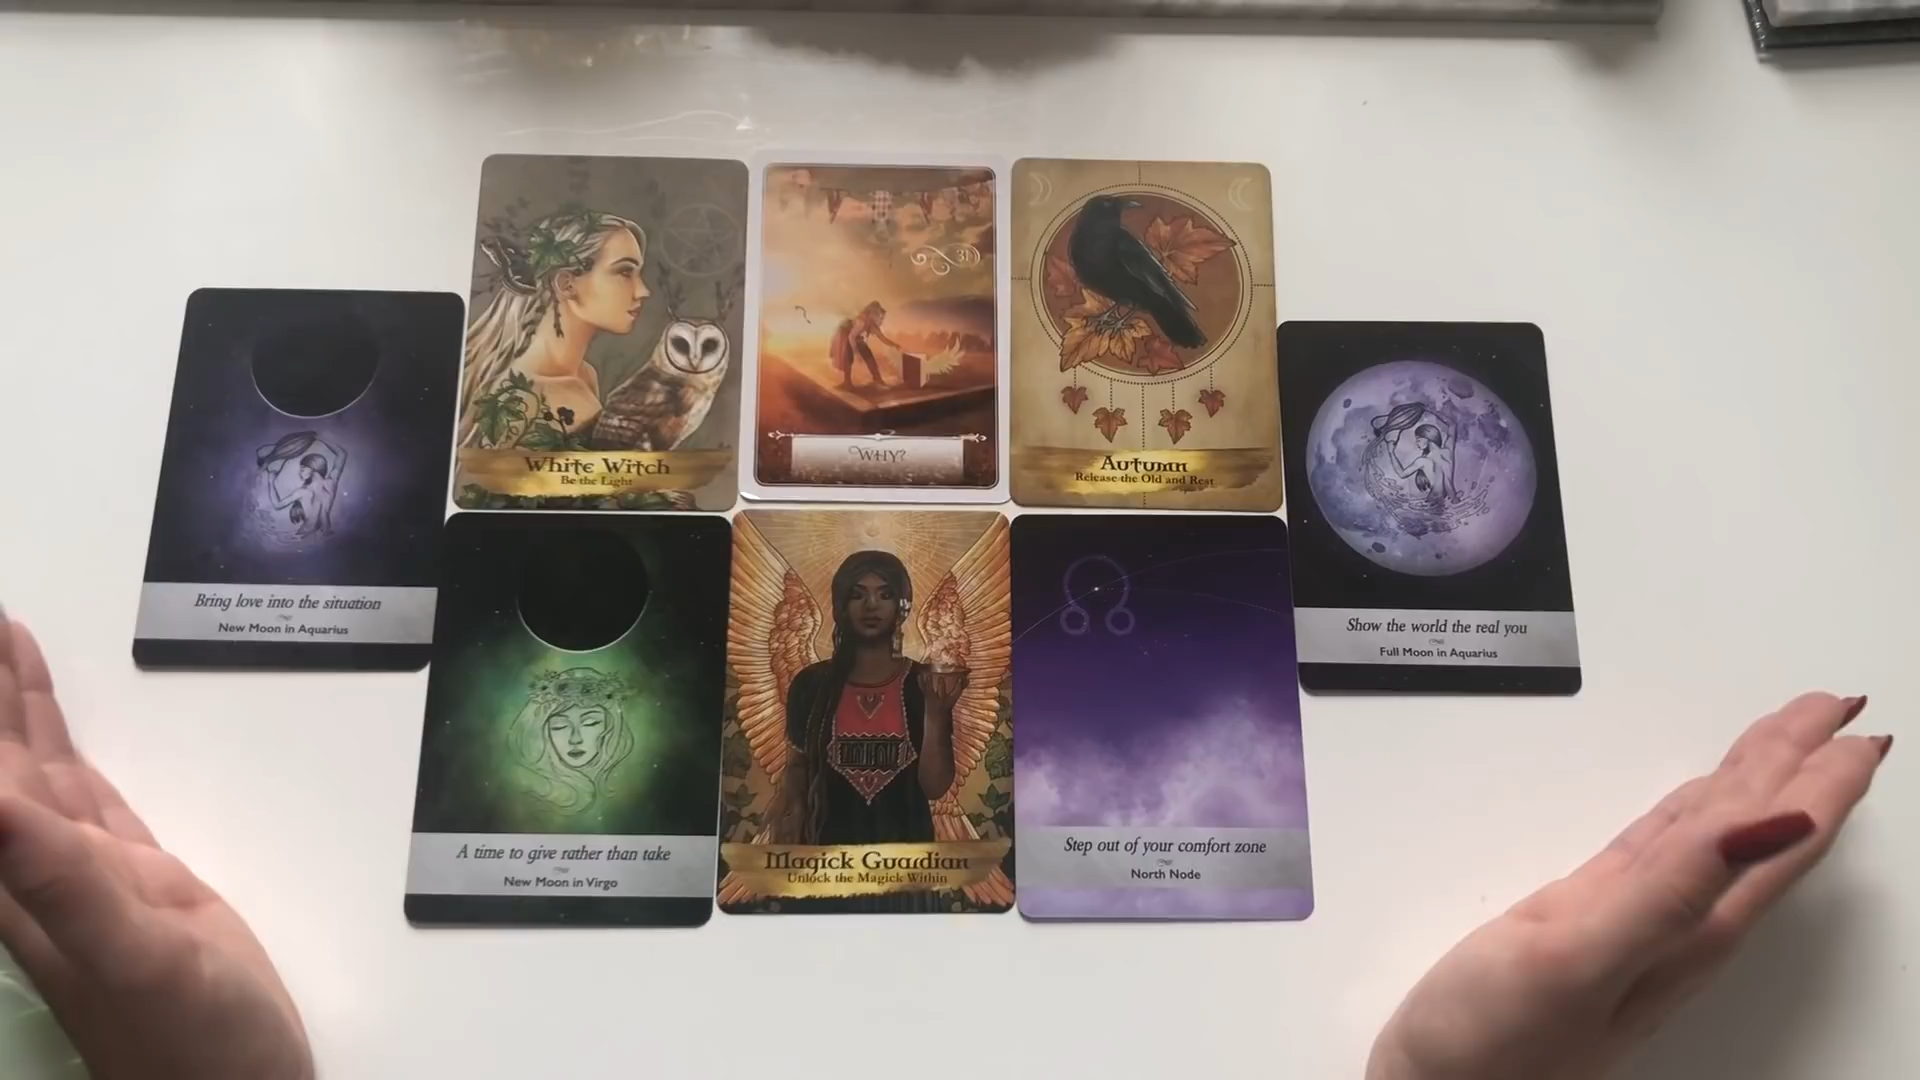 White Witch
Be the Light
31
Why?
Autumn
Release the Old and Rest
Bring love into the situation
New Moon in Aquarius
Show the world the real you
Full Moon in Aquarius
A time to give rather than take
New Moon in Virgo
Magick Guardian
Unlock the Magick Within
Step out of your comfort zone
North Node